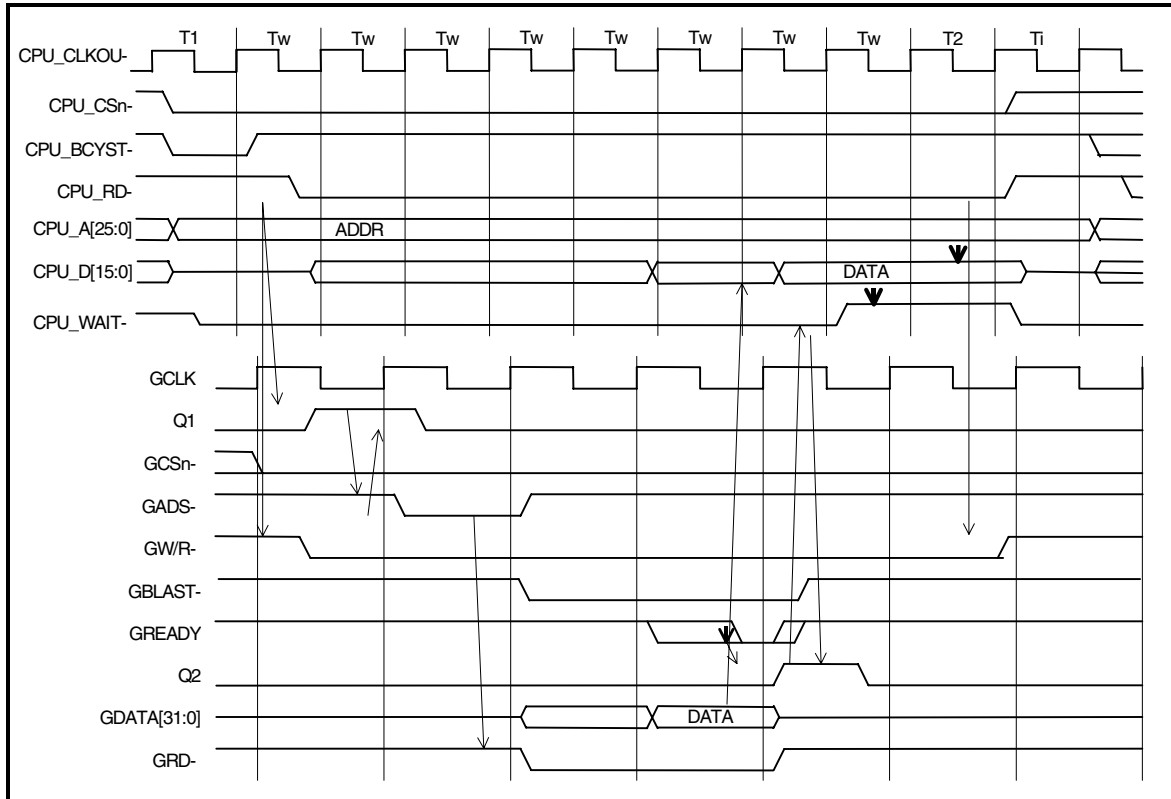 T1 Tw Tw Tw Tw Tw Tw Tw T2 Ti
CPU_CLKOU-
CPU_CSn-
CPU_BCYST-
CPU_RD-
CPU_A[25:0] ADDR
CPU_D[15:0] DATA
CPU_WAIT-
GCLK
Q1
GCSn-
GADS-
GW/R-
GBLAST-
GREADY
Q2
GDATA[31:0] DATA
GRD-